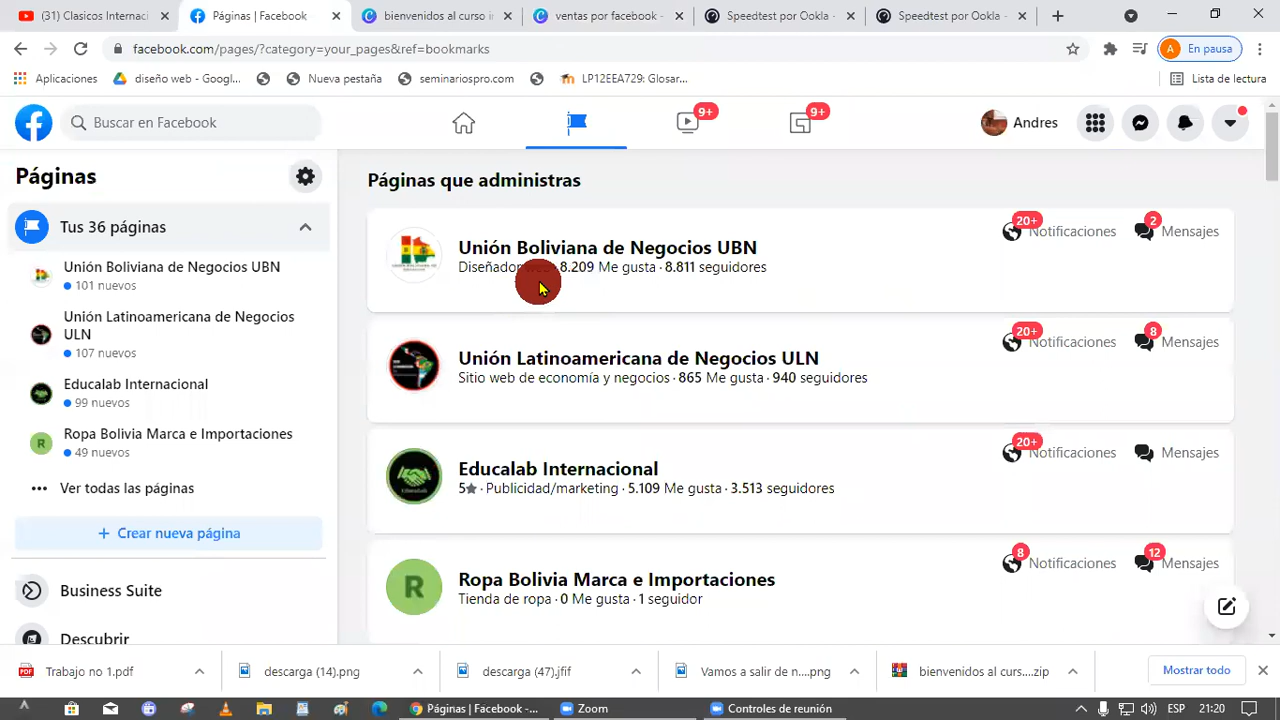 (31) Clasicos Internaci
Páginas | Facebook
bienvenidos al curso in
ventas por facebook -
Speedtest por Ookla -
Speedtest por Ookla -
facebook.com/pages/?category=your_pages&ref=bookmarks
A En pausa
Aplicaciones
diseño web - Googl...
Nueva pestaña
seminariospro.com
LP12EEA729: Glosar...
Lista de lectura
Buscar en Facebook
9+
9+
Andres
Páginas
Tus 36 páginas
Unión Boliviana de Negocios UBN
101 nuevos
Unión Latinoamericana de Negocios
ULN
107 nuevos
Educalab Internacional
99 nuevos
R Ropa Bolivia Marca e Importaciones
49 nuevos
Ver todas las páginas
+ Crear nueva página
Business Suite
Descubrir
Páginas que administras
Unión Boliviana de Negocios UBN
Diseñador web · 8.209 Me gusta · 8.811 seguidores
20+ Notificaciones
2 Mensajes
Unión Latinoamericana de Negocios ULN
Sitio web de economía y negocios · 865 Me gusta · 940 seguidores
20+ Notificaciones
8 Mensajes
Educalab Internacional
5★ · Publicidad/marketing · 5.109 Me gusta · 3.513 seguidores
20+ Notificaciones
Mensajes
R
Ropa Bolivia Marca e Importaciones
Tienda de ropa · 0 Me gusta · 1 seguidor
8 Notificaciones
12 Mensajes
Trabajo no 1.pdf
descarga (14).png
descarga (47).jfif
Vamos a salir de n....png
bienvenidos al curs....zip
Mostrar todo
Páginas | Facebook -...
Zoom
Controles de reunión
ESP
21:20